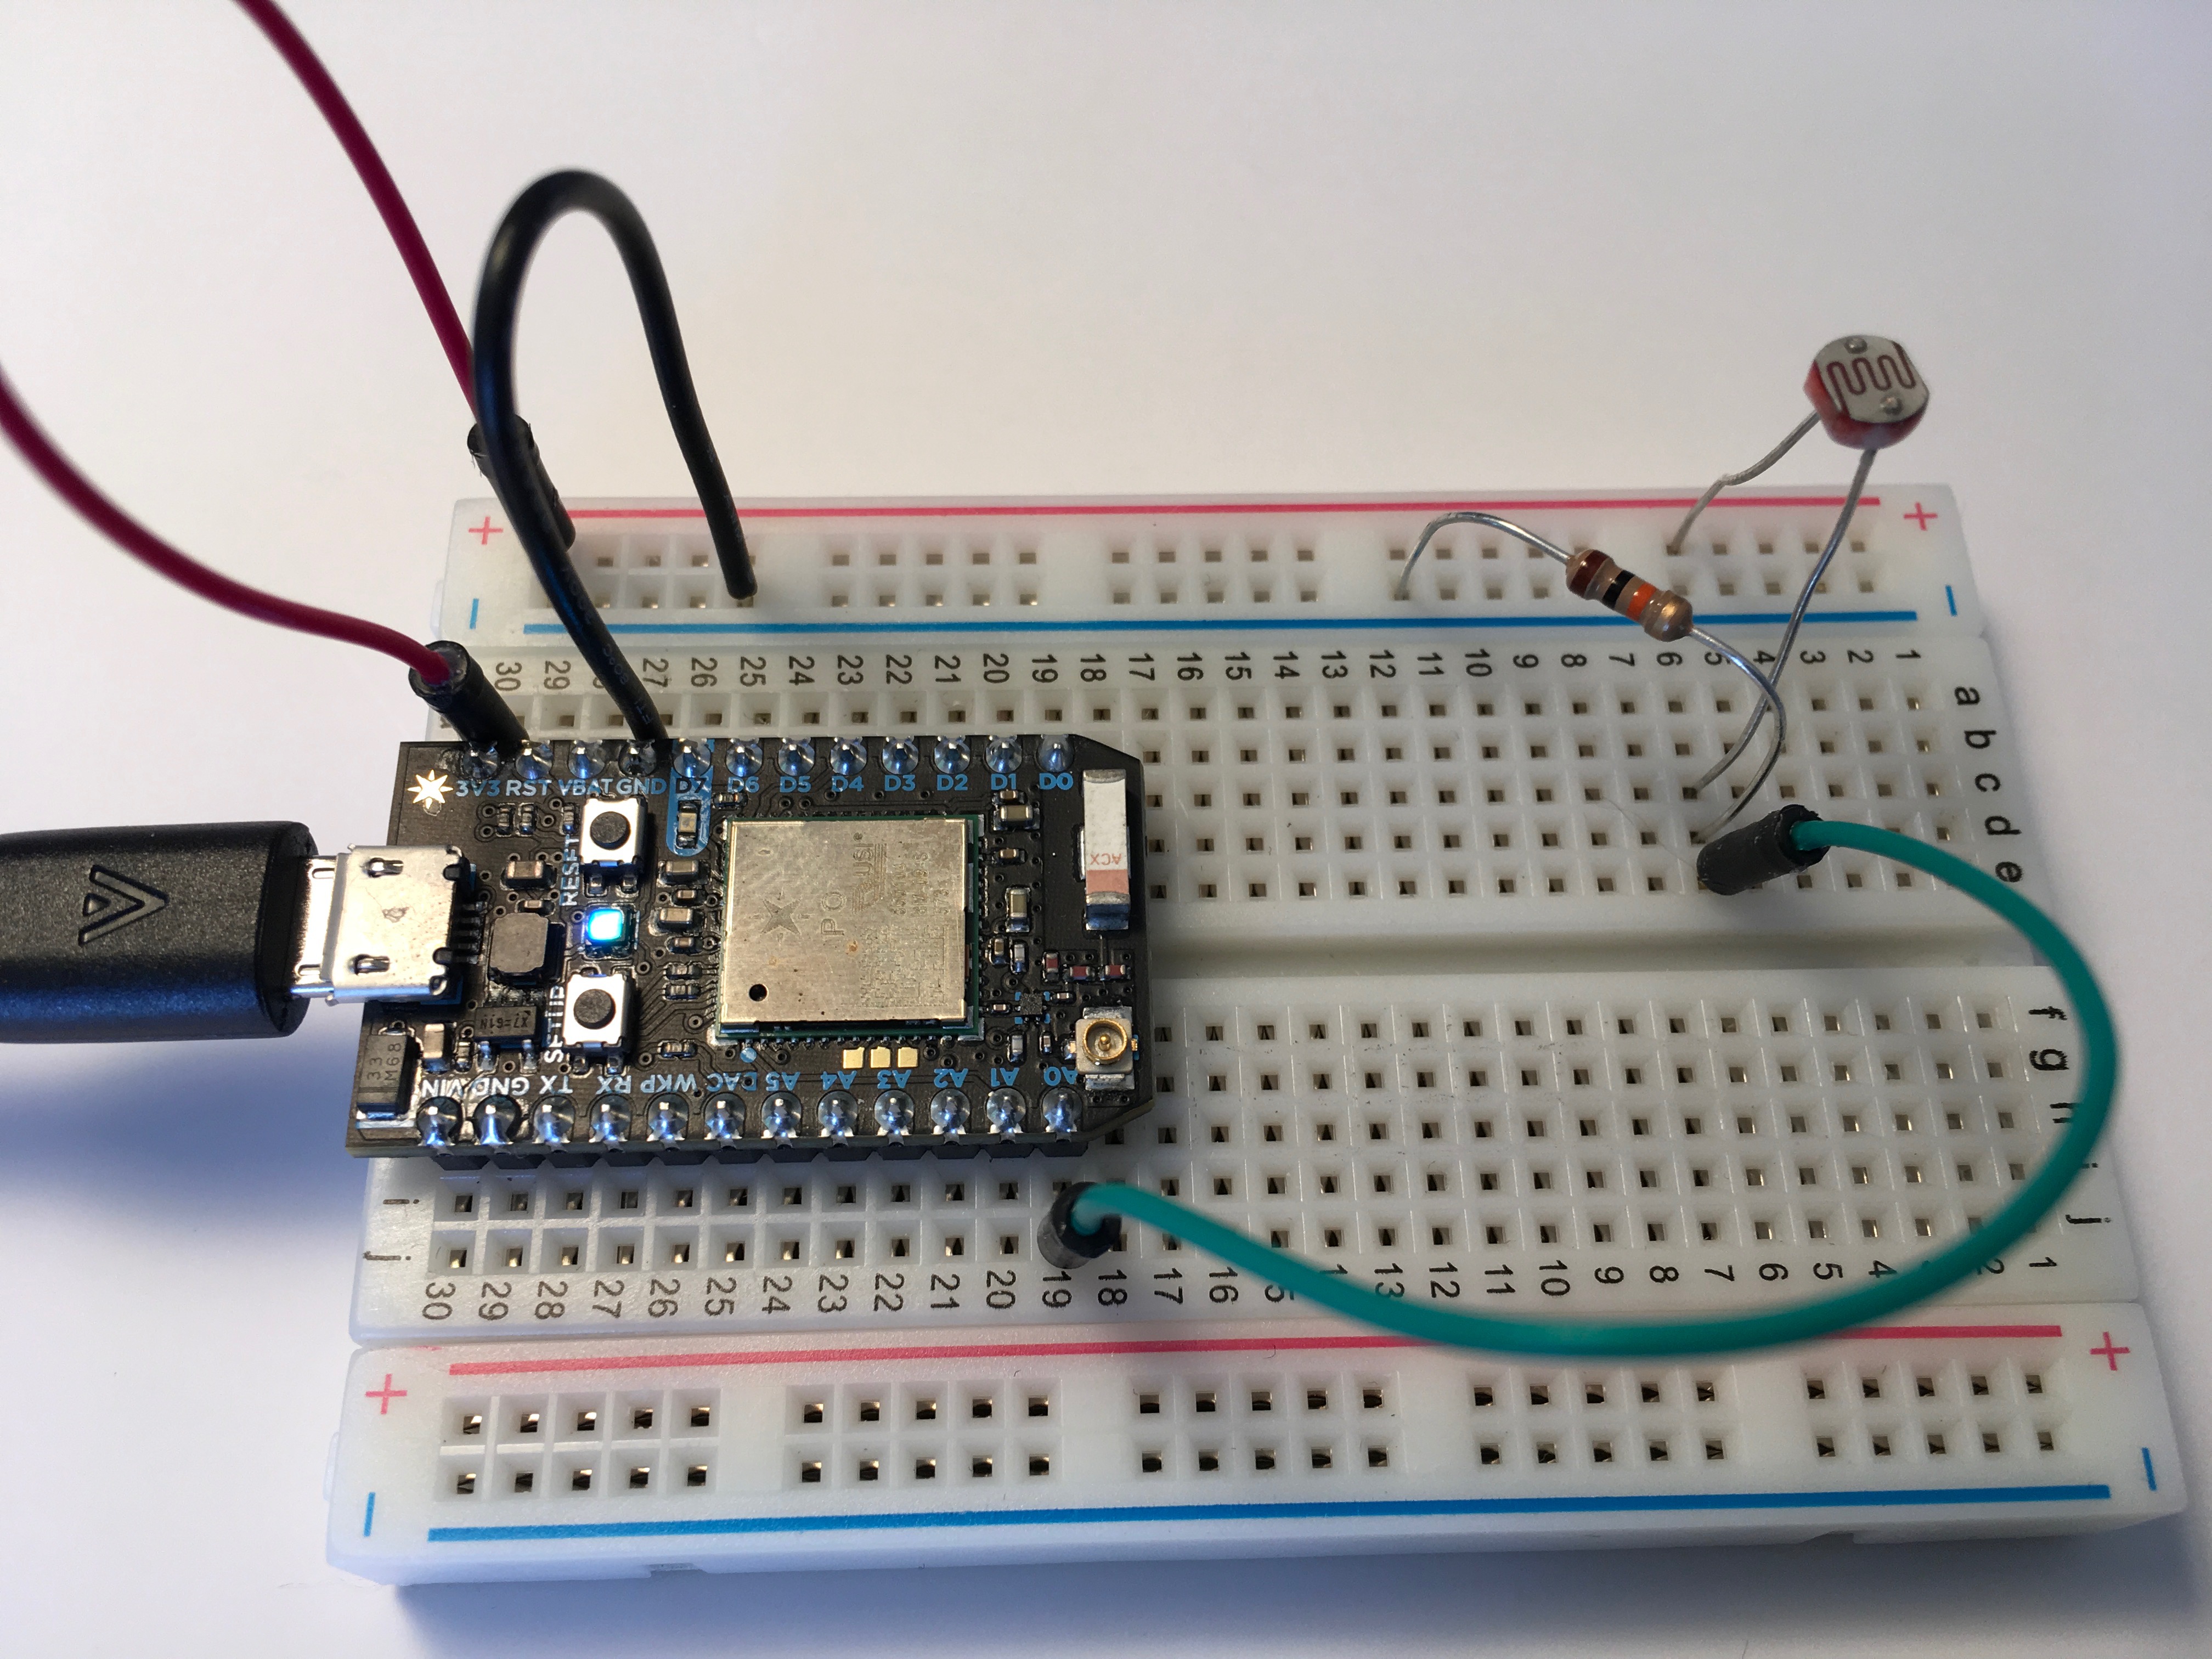 + +
30 29 27 26 25 24 23 22 21 20 19 18 17 16 15 14 13 12 11 10 9 8 7 6 5 4 3 2 1
a
b
c
d
e
3V3 RST VBAT GND D7 D6 D5 D4 D3 D2 D1 D0
RESET
ACX
SETUP
33
M68
VIN GND TX RX WKP DAC A5 A4 A3 A2 A1 A0
f
g
h
i
j j
30 29 28 27 26 25 24 23 22 21 20 19 18 17 16 15 13 12 11 10 9 8 7 6 5 4 2 1
+ +